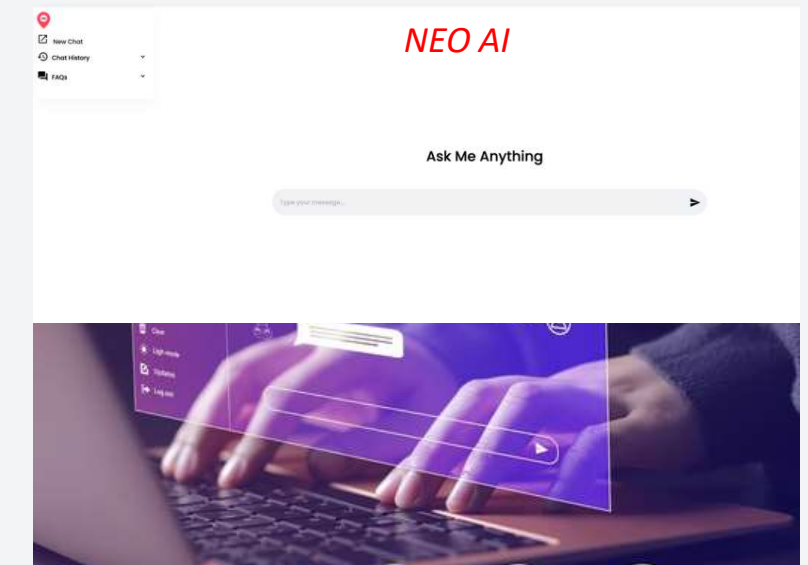 NEO AI
New Chat
Chat History
FAQs
Ask Me Anything
Type your message...
Clear
Light mode
Updates
Log out